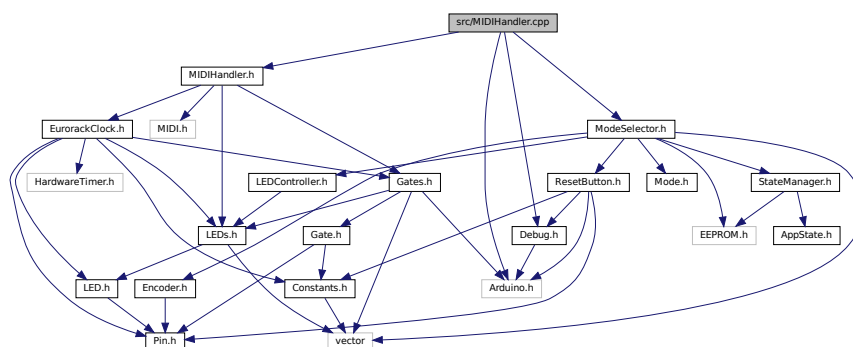 src/MIDIHandler.cpp
MIDIHandler.h
EurorackClock.h
MIDI.h
ModeSelector.h
HardwareTimer.h
LEDController.h
Gates.h
ResetButton.h
Mode.h
StateManager.h
LEDs.h
Gate.h
Debug.h
EEPROM.h
AppState.h
LED.h
Encoder.h
Constants.h
Arduino.h
Pin.h
vector